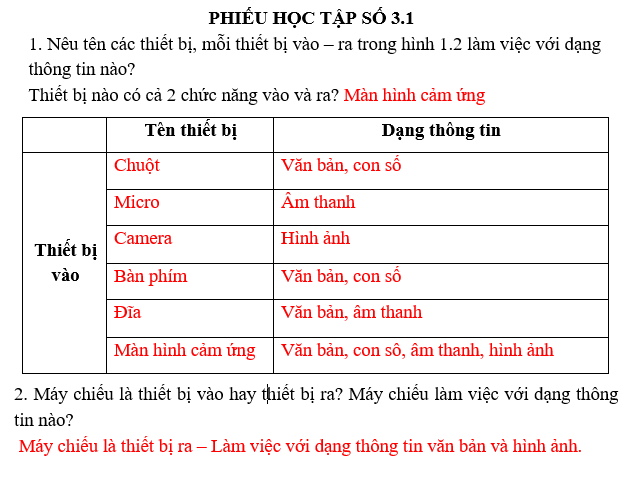 PHIẾU HỌC TẬP SỐ 3.1
1. Nêu tên các thiết bị, mỗi thiết bị vào – ra trong hình 1.2 làm việc với dạng
thông tin nào?
Thiết bị nào có cả 2 chức năng vào và ra? Màn hình cảm ứng
Tên thiết bị Dạng thông tin
Thiết bị vào
Chuột Văn bản, con số
Micro Âm thanh
Camera Hình ảnh
Bàn phím Văn bản, con số
Đĩa Văn bản, âm thanh
Màn hình cảm ứng Văn bản, con sô, âm thanh, hình ảnh
2. Máy chiếu là thiết bị vào hay thiết bị ra? Máy chiếu làm việc với dạng thông
tin nào?
Máy chiếu là thiết bị ra – Làm việc với dạng thông tin văn bản và hình ảnh.